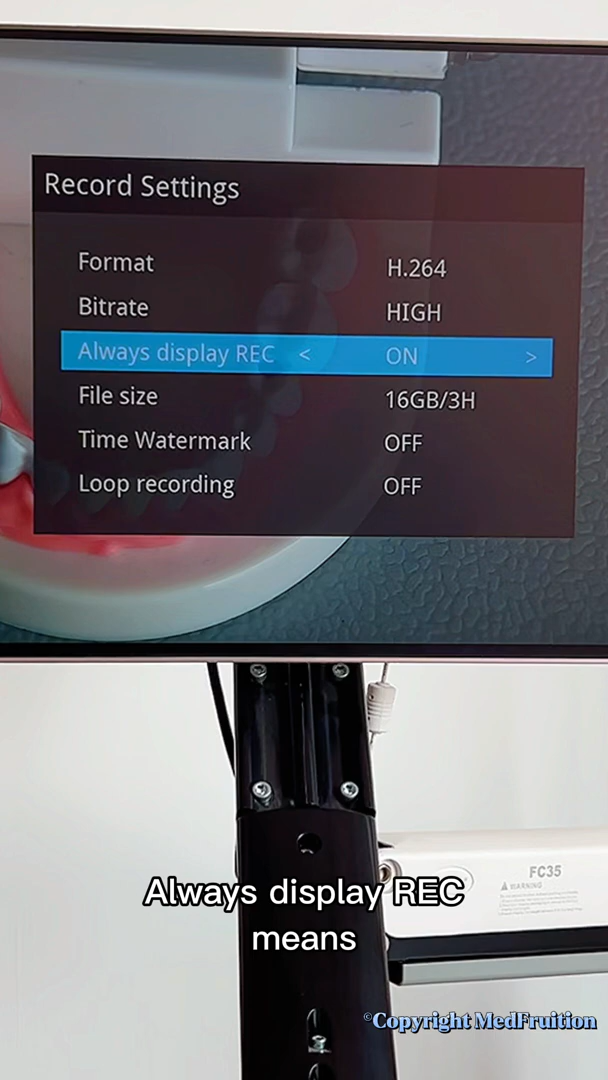 Record Settings
Format H.264
Bitrate HIGH
Always display REC < ON >
File size 16GB/3H
Time Watermark OFF
Loop recording OFF
FC35
WARNING
Always display REC
means
©Copyright MedFruition